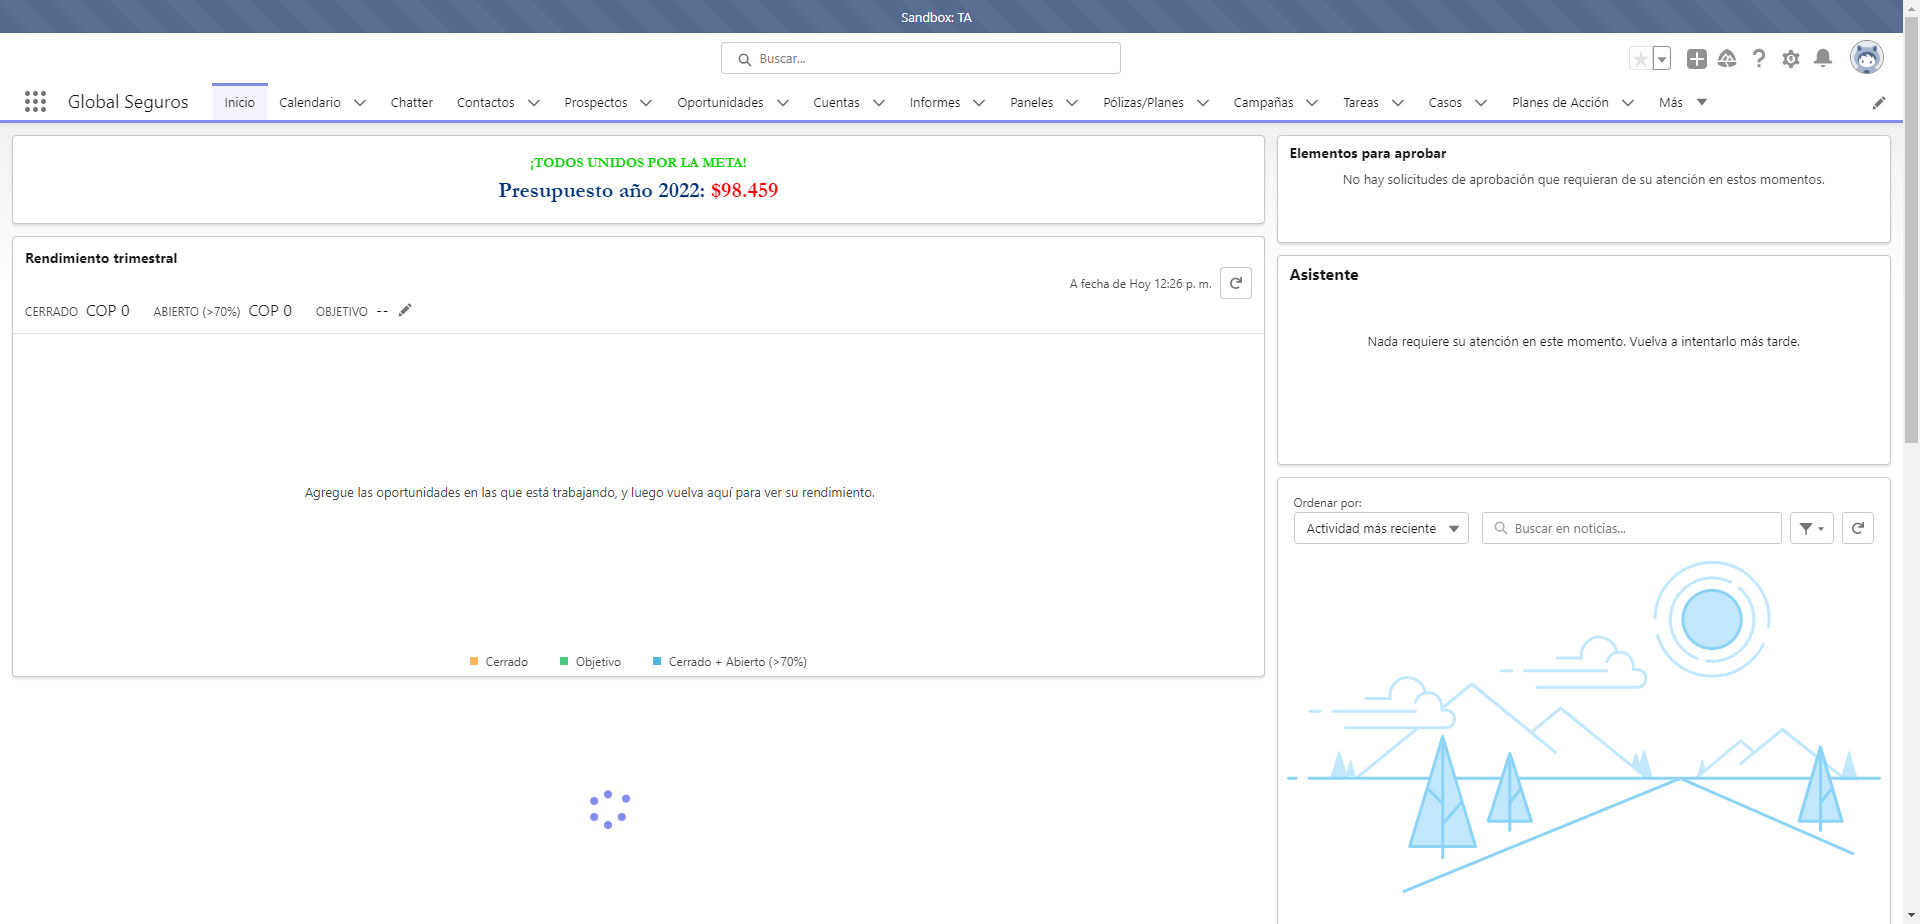 Sandbox: TA
Buscar...
Global Seguros
Inicio
Calendario
Chatter
Contactos
Prospectos
Oportunidades
Cuentas
Informes
Paneles
Pólizas/Planes
Campañas
Tareas
Casos
Planes de Acción
Más
¡TODOS UNIDOS POR LA META!
Presupuesto año 2022: $98.459
Rendimiento trimestral
A fecha de Hoy 12:26 p. m.
CERRADO COP 0 ABIERTO (>70%) COP 0 OBJETIVO --
Agregue las oportunidades en las que está trabajando, y luego vuelva aquí para ver su rendimiento.
Cerrado
Objetivo
Cerrado + Abierto (>70%)
Elementos para aprobar
No hay solicitudes de aprobación que requieran de su atención en estos momentos.
Asistente
Nada requiere su atención en este momento. Vuelva a intentarlo más tarde.
Ordenar por:
Actividad más reciente
Buscar en noticias...